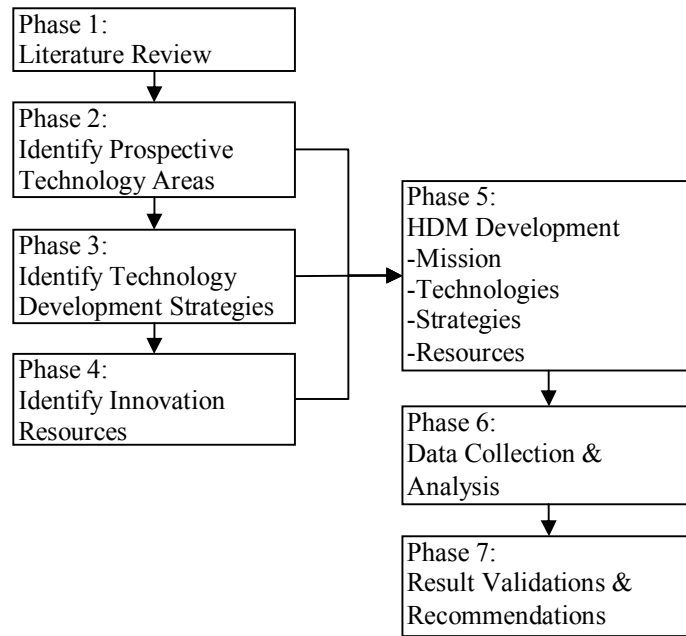 Phase 1:
Literature Review
Phase 2:
Identify Prospective
Technology Areas
Phase 3:
Identify Technology
Development Strategies
Phase 4:
Identify Innovation
Resources
Phase 5:
HDM Development
-Mission
-Technologies
-Strategies
-Resources
Phase 6:
Data Collection &
Analysis
Phase 7:
Result Validations &
Recommendations